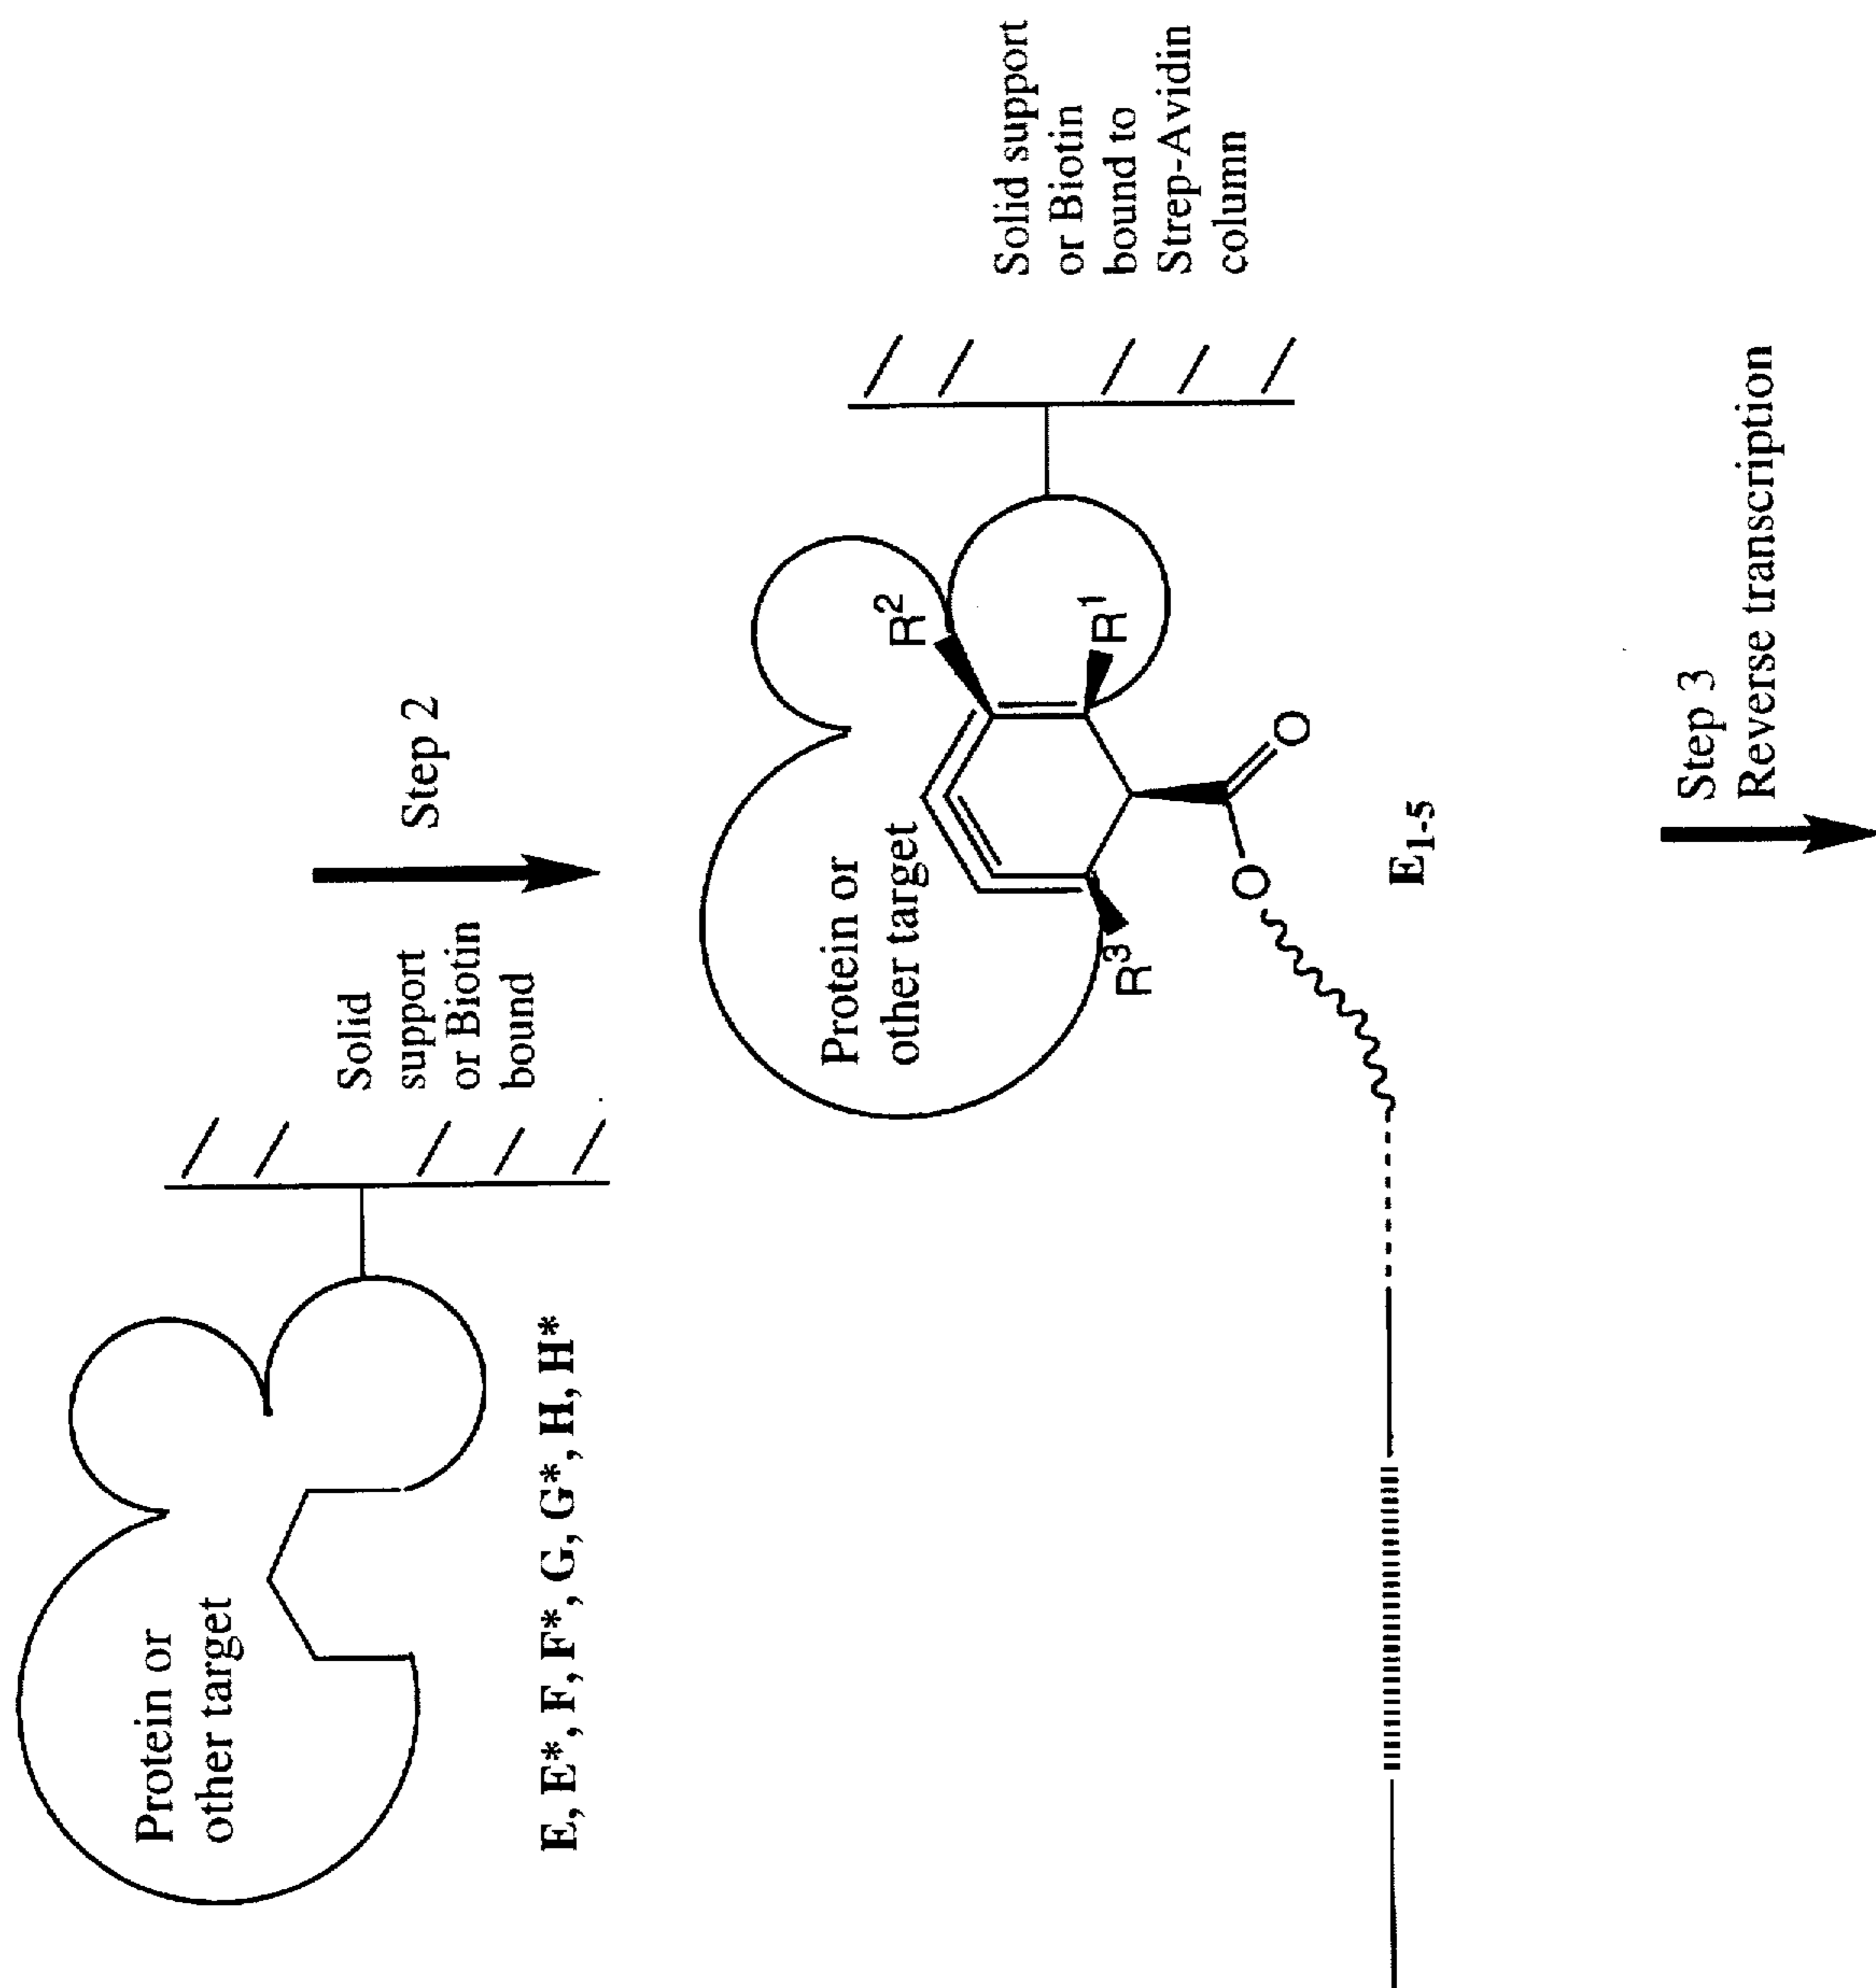 Protein or
other target
Solid
support
or Biotin
bound
Step 2
E, E*, F, F*, G, G*, H, H*
Protein or
other target
R²
R¹
R³
O
O
E₁₋₅
Solid support
or Biotin
bound to
Strep-Avidin
column
Step 3
Reverse transcription